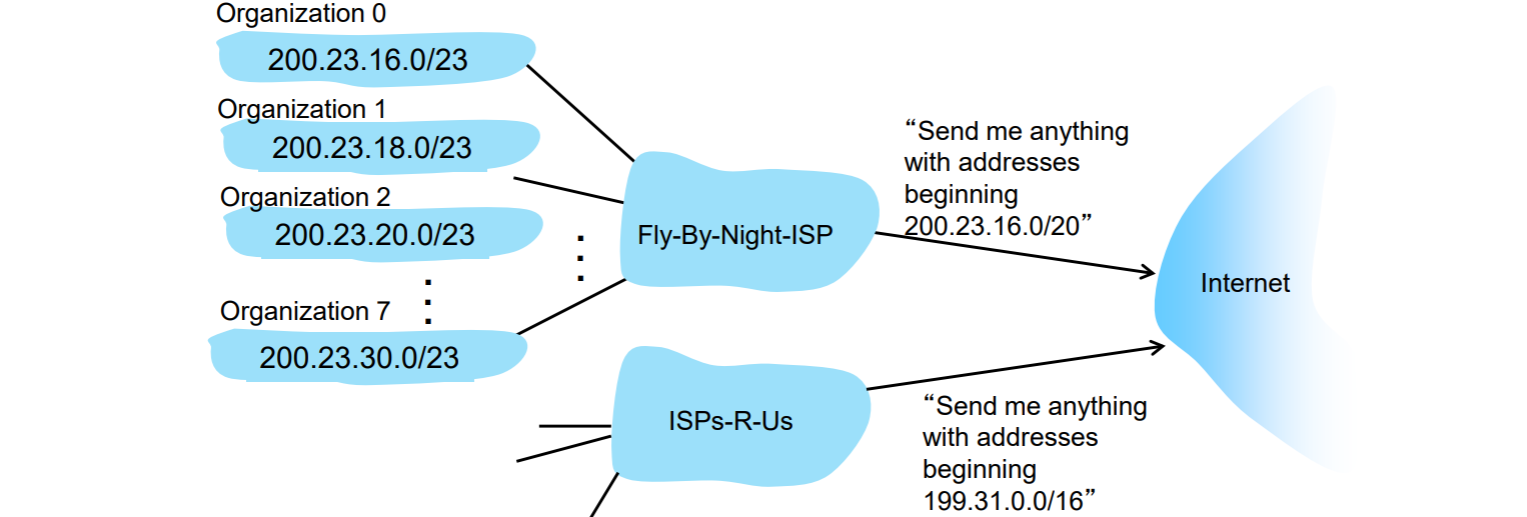 Organization 0
200.23.16.0/23
Organization 1
200.23.18.0/23
Organization 2
200.23.20.0/23
Organization 7
200.23.30.0/23
Fly-By-Night-ISP
“Send me anything
with addresses
beginning
200.23.16.0/20”
Internet
ISPs-R-Us
“Send me anything
with addresses
beginning
199.31.0.0/16”